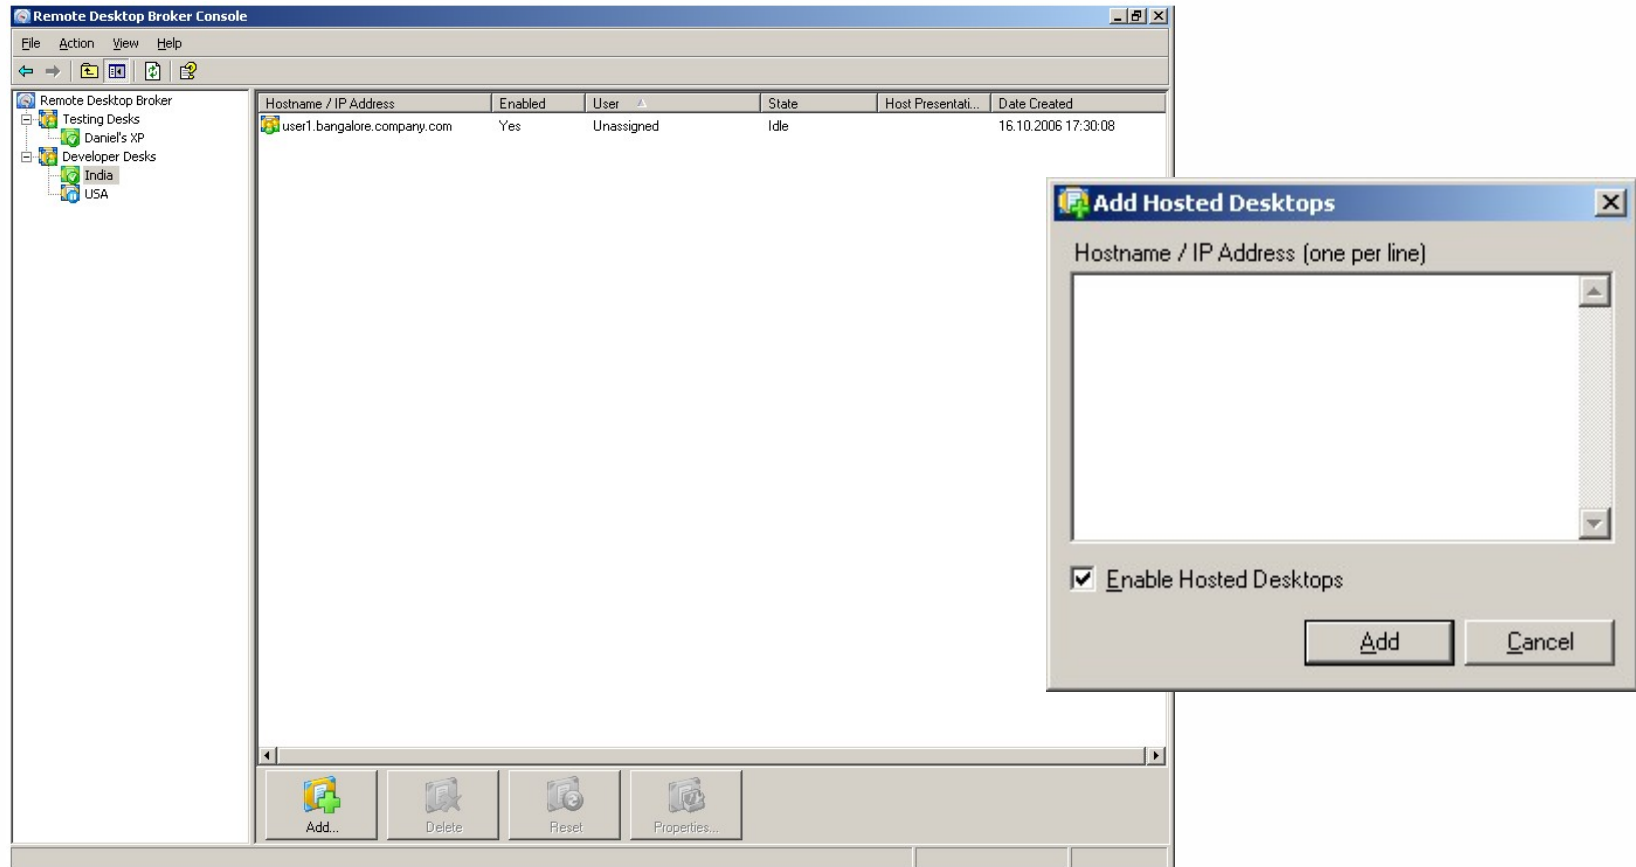 Remote Desktop Broker Console
File Action View Help
Remote Desktop Broker
Testing Desks
Daniel's XP
Developer Desks
India
USA
Hostname / IP Address Enabled User State Host Presentati... Date Created
user1.bangalore.company.com Yes Unassigned Idle 16.10.2006 17:30:08
Add... Delete Reset Properties...
Add Hosted Desktops
Hostname / IP Address (one per line)
Enable Hosted Desktops
Add Cancel